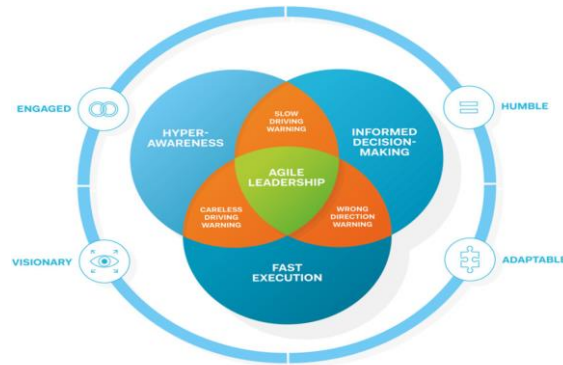 ENGAGED
HUMBLE
HYPER-
AWARENESS
SLOW
DRIVING
WARNING
INFORMED
DECISION-
MAKING
AGILE
LEADERSHIP
CARELESS
DRIVING
WARNING
WRONG
DIRECTION
WARNING
VISIONARY
ADAPTABLE
FAST
EXECUTION